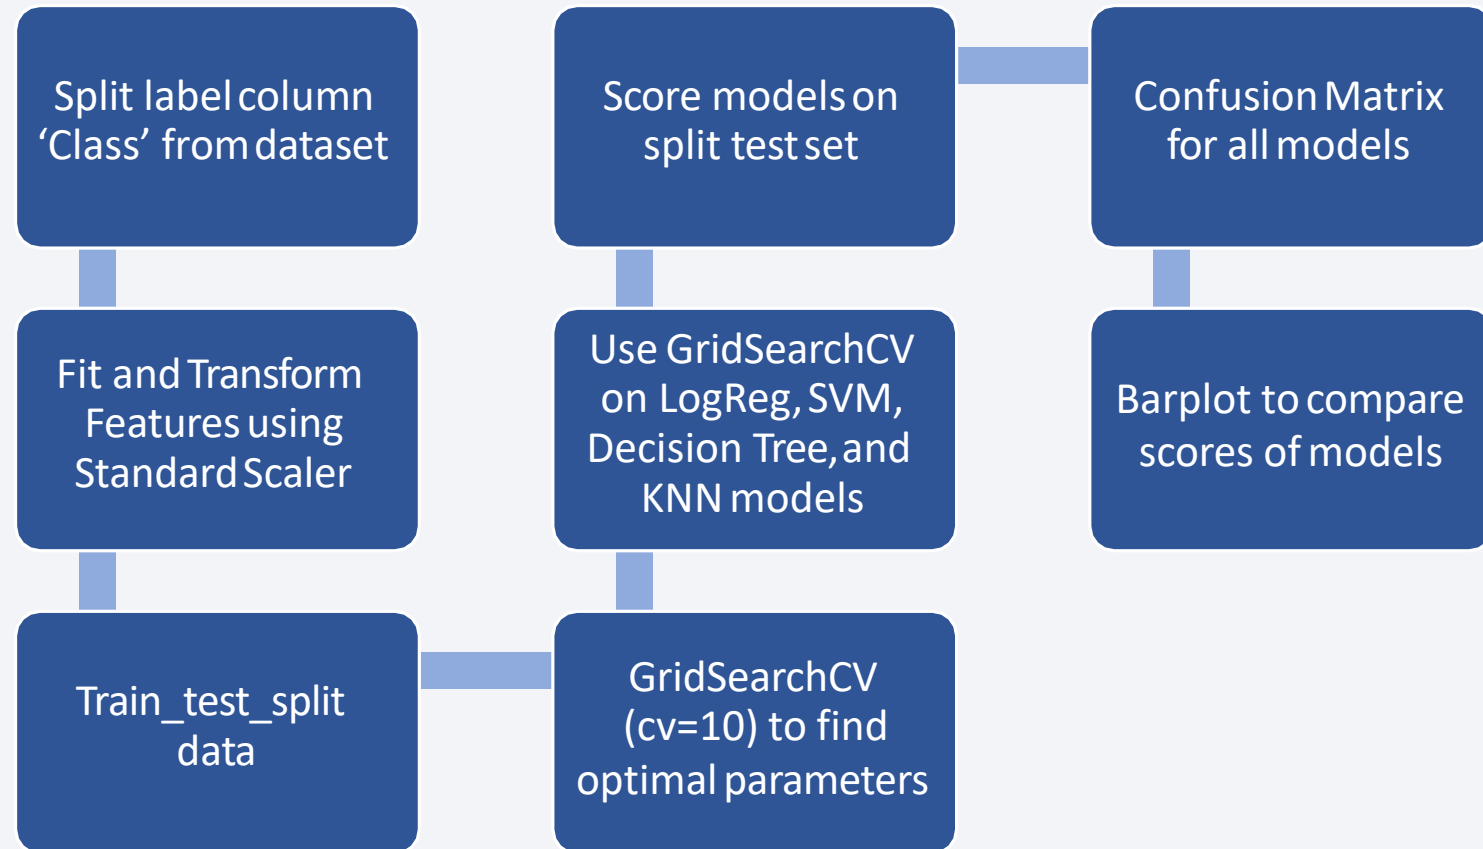 Split label column
‘Class’ from dataset
Fit and Transform
Features using
Standard Scaler
Train_test_split
data
GridSearchCV
(cv=10) to find
optimal parameters
Use GridSearchCV
on LogReg, SVM,
Decision Tree, and
KNN models
Score models on
split test set
Confusion Matrix
for all models
Barplot to compare
scores of models